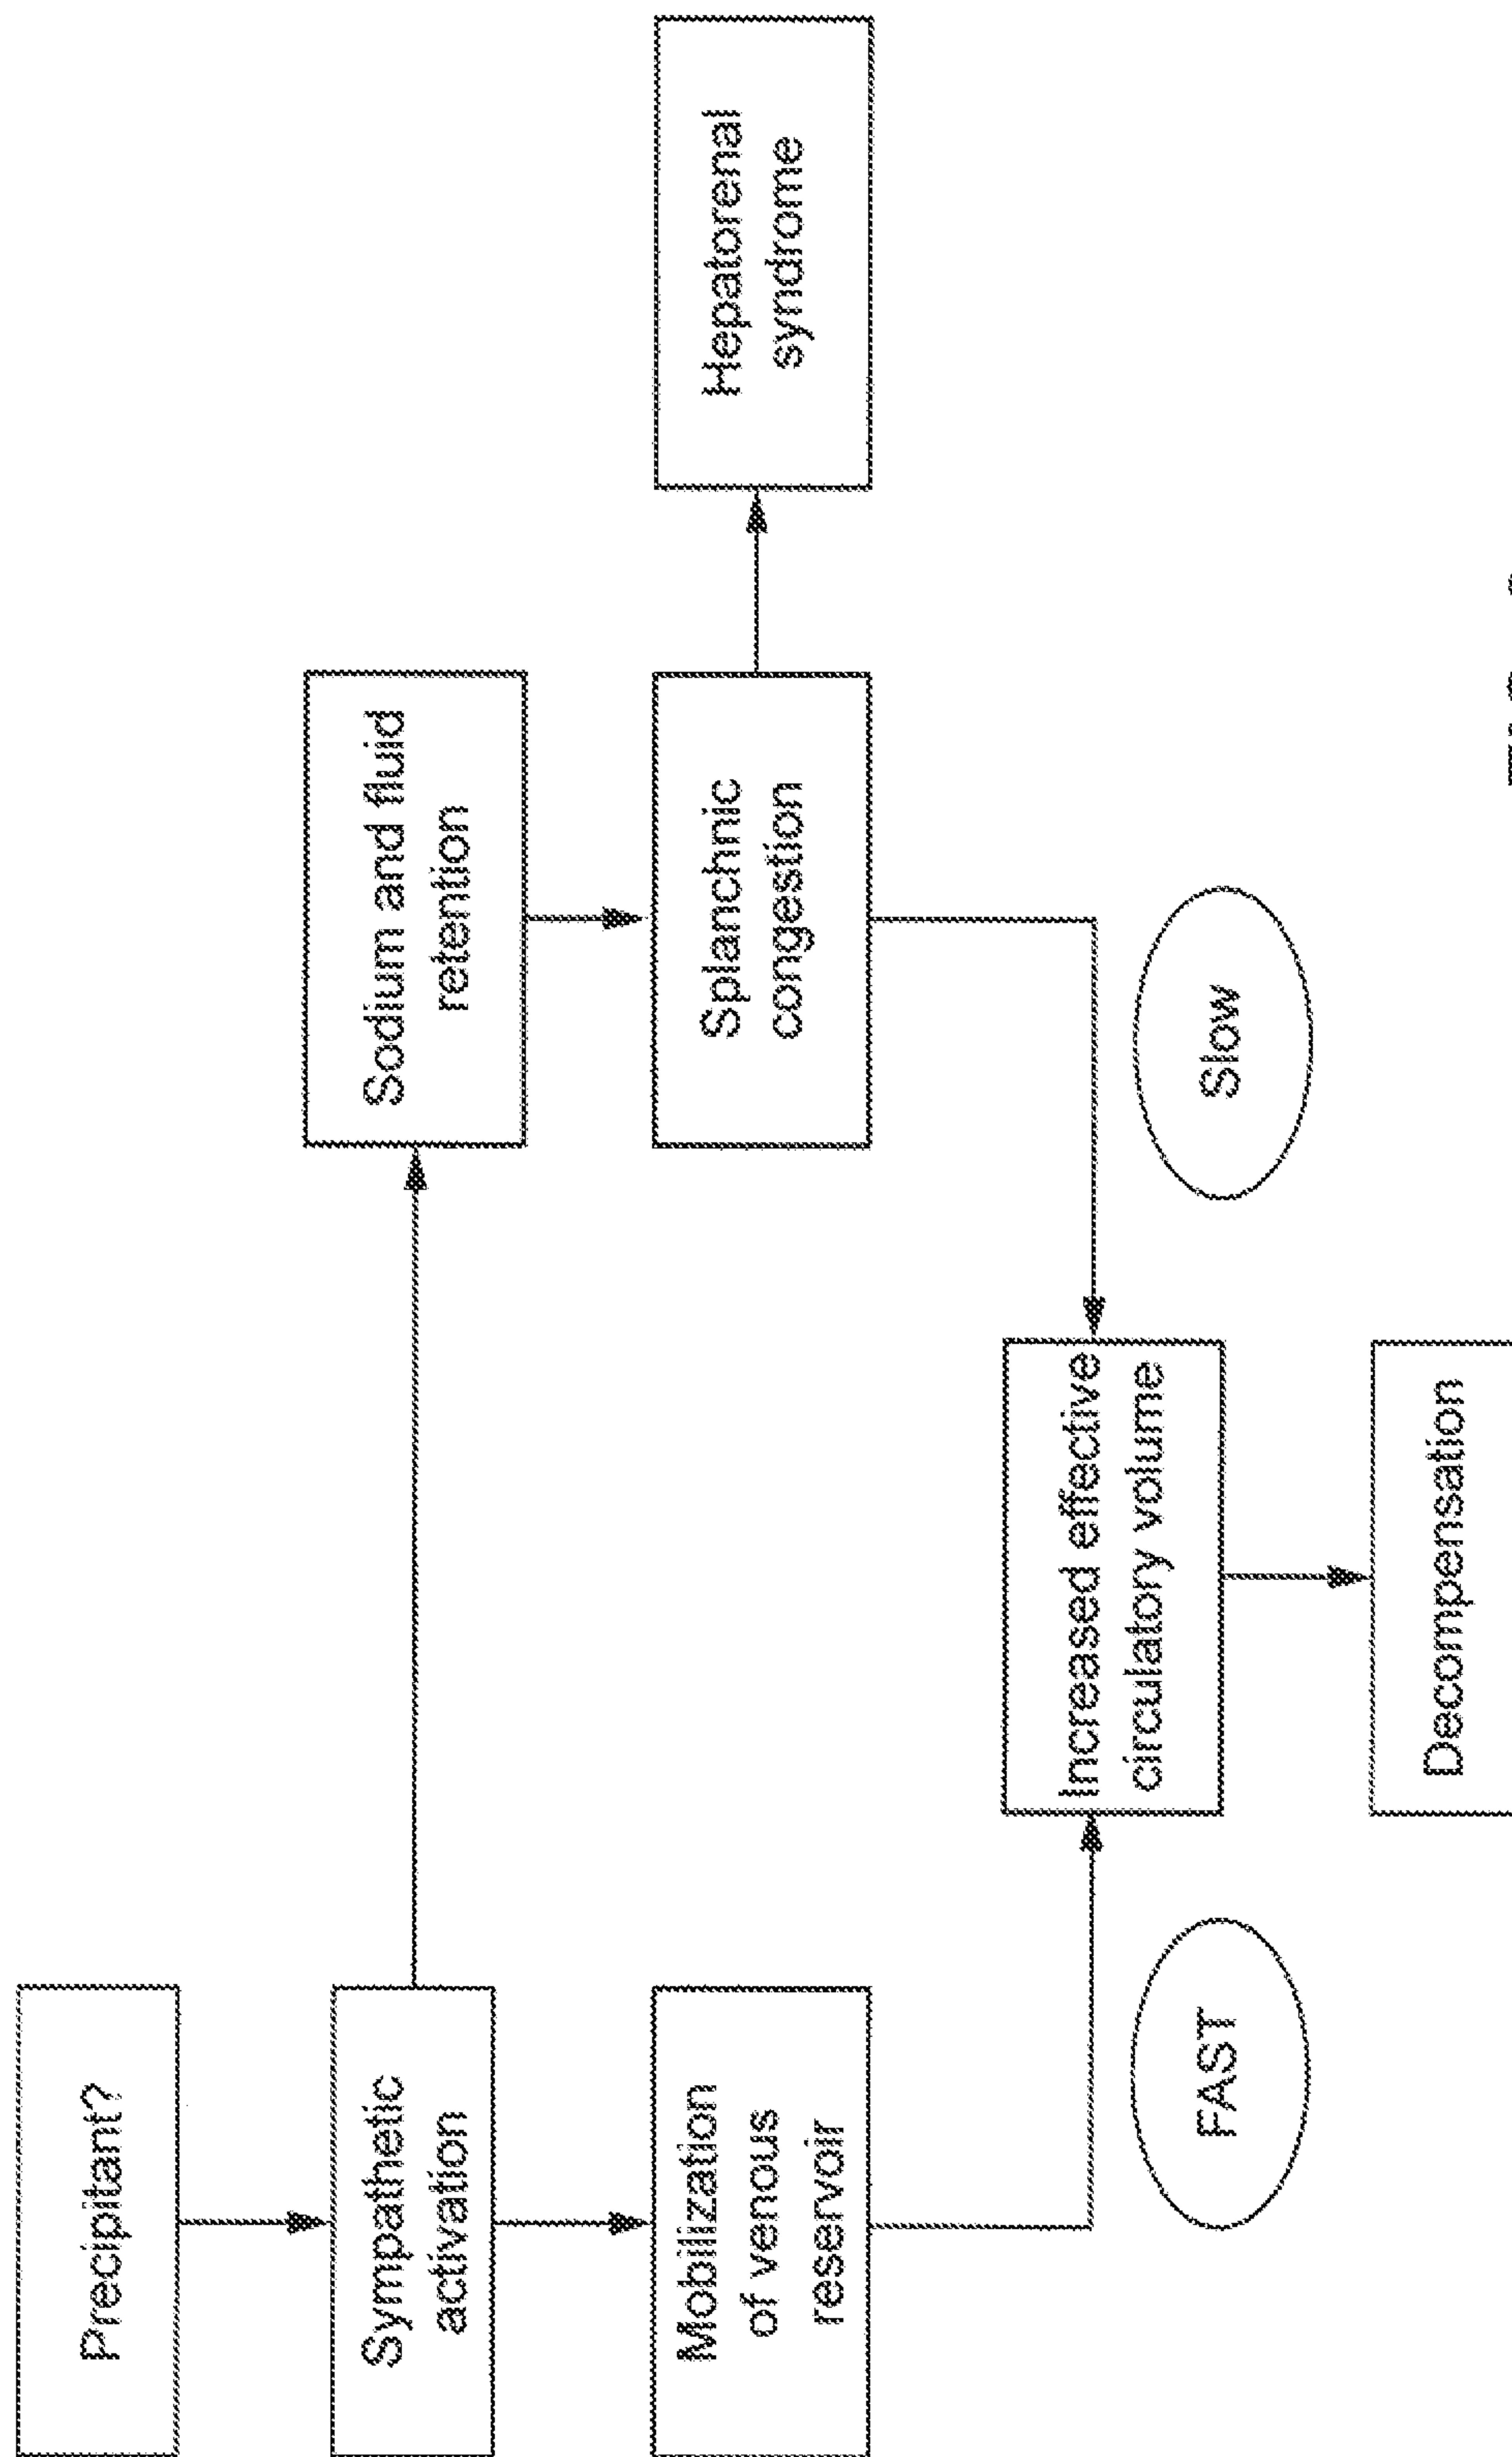 Precipitant?
Sympathetic
activation
Mobilization
of venous
reservoir
Sodium and fluid
retention
Splanchnic
congestion
Hepatorenal
syndrome
Increased effective
circulatory volume
FAST
Slow
Decompensation